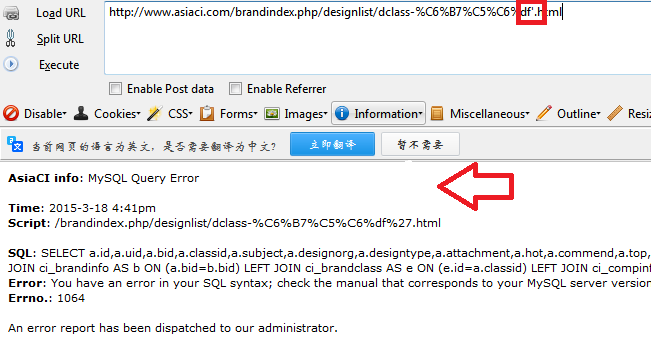 Load URL
http://www.asiaci.com/brandindex.php/designlist/dclass-%C6%B7%C5%C6%df'.html
Split URL
Execute
Enable Post data Enable Referrer
Disable▾ Cookies▾ CSS▾ Forms▾ Images▾ Information▾ Miscellaneous▾ Outline▾ Resiz
当前网页的语言为英文，是否需要翻译为中文? 立即翻译 暂不需要
AsiaCI info: MySQL Query Error
Time: 2015-3-18 4:41pm
Script: /brandindex.php/designlist/dclass-%C6%B7%C5%C6%df%27.html
SQL: SELECT a.id,a.uid,a.bid,a.classid,a.subject,a.designorg,a.designtype,a.attachment,a.hot,a.commend,a.top,
JOIN ci_brandinfo AS b ON (a.bid=b.bid) LEFT JOIN ci_brandclass AS e ON (e.id=a.classid) LEFT JOIN ci_compinf
Error: You have an error in your SQL syntax; check the manual that corresponds to your MySQL server version
Errno.: 1064
An error report has been dispatched to our administrator.